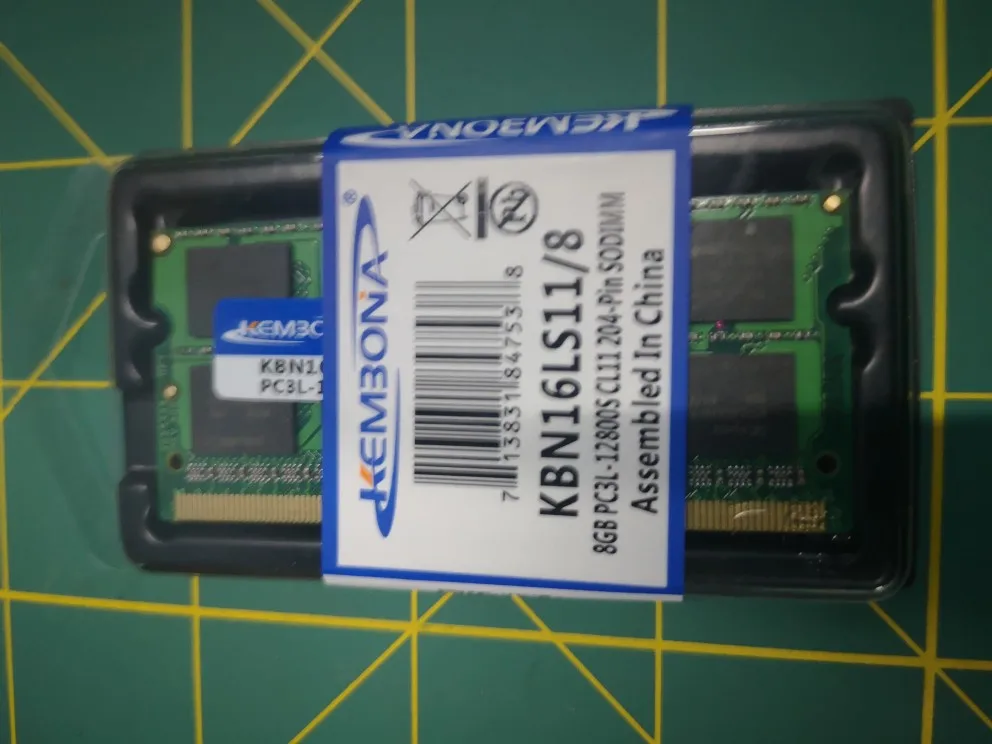 KEMBONA
KEMBONA®
Pb
7 13831 84753 8
KBN16LS11/8
8GB PC3L-12800S CL11 204-Pin SODIMM
Assembled In China
KEMBO
KBN16
PC3L-1